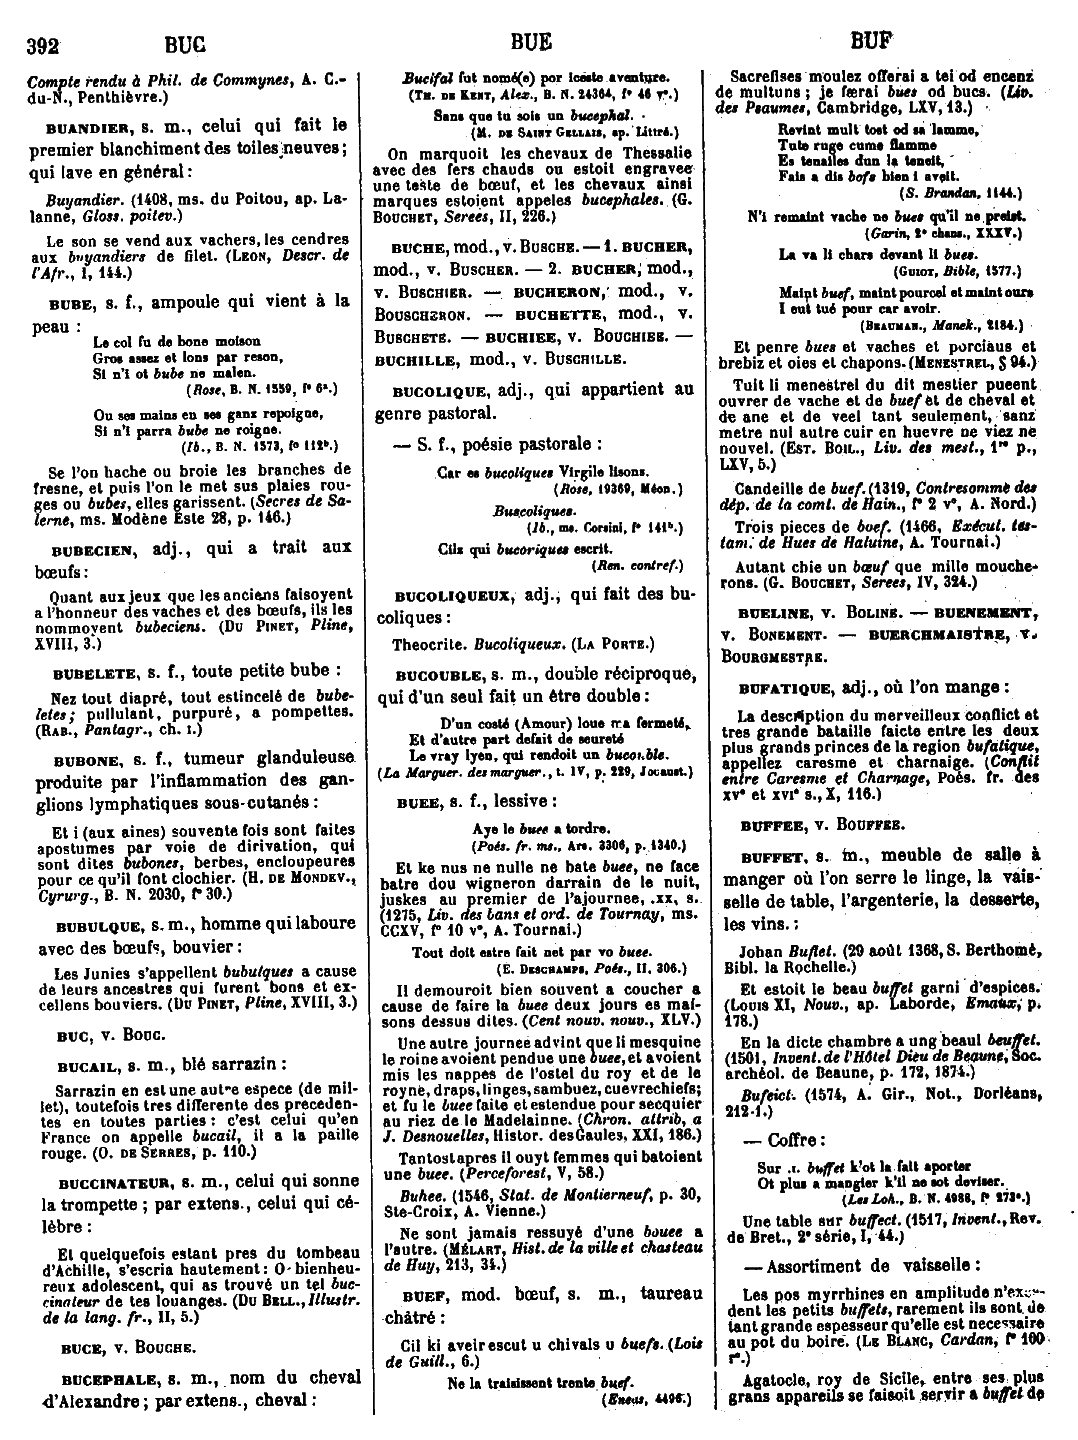 392
BUC
BUE
BUF
Compte rendu à Phil. de Commynes, A. C.-
du-N., Penthièvre.)
BUANDIER, s. m., celui qui fait le
premier blanchiment des toiles neuves;
qui lave en général :
Buyandier. (1408, ms. du Poitou, ap. La-
lanne, Gloss. poitev.)
Le son se vend aux vachers, les cendres
aux buyandiers de filet. (LEON, Descr. de
l'Afr., I, 144.)
BUBE, s. f., ampoule qui vient à la
peau :
Le col fu de bone moison
Gros assez et lons par reson,
Si n'i ot bube ne malen.
(Rose, B. N. 1559, fº 6ª.)
Ou ses mains en ses ganz repoigne,
Si n'i parra bube ne roigne.
(Ib., B. N. 1573, fº 112ᵇ.)
Se l'on hache ou broie les branches de
fresne, et puis l'on le met sus plaies rou-
ges ou bubes, elles garissent. (Secres de Sa-
lerne, ms. Modène Este 28, p. 146.)
BUBECIEN, adj., qui a trait aux
bœufs :
Quant aux jeux que les anciens faisoyent
a l'honneur des vaches et des bœufs, ils les
nommoyent bubeciens. (DU PINET, Pline,
XVIII, 3.)
BUBELETE, s. f., toute petite bube :
Nez tout diapré, tout estincelé de bube-
letes; pullulant, purpuré, a pompettes.
(RAB., Pantagr., ch. I.)
BUBONE, s. f., tumeur glanduleuse
produite par l'inflammation des gan-
glions lymphatiques sous-cutanés :
Et i (aux aines) souvente fois sont faites
apostumes par voie de dirivation, qui
sont dites bubones, berbes, encloupeures
pour ce qu'il font clochier. (H. DE MONDEV.,
Cyrurg., B. N. 2030, fº 30.)
BUBULQUE, s. m., homme qui laboure
avec des bœufs, bouvier :
Les Junies s'appellent bubulques a cause
de leurs ancestres qui furent bons et ex-
cellens bouviers. (DU PINET, Pline, XVIII, 3.)
BUC, v. BOUC.
BUCAIL, s. m., blé sarrazin :
Sarrazin en est une autre espece (de mil-
let), toutefois tres differente des preceden-
tes en toutes parties : c'est celui qu'en
France on appelle bucail, il a la paille
rouge. (O. DE SERRES, p. 110.)
BUCCINATEUR, s. m., celui qui sonne
la trompette ; par extens., celui qui cé-
lèbre :
Et quelquefois estant pres du tombeau
d'Achille, s'escria hautement : O bienheu-
reux adolescent, qui as trouvé un tel buc-
cinateur de tes louanges. (DU BELL., Illustr.
de la lang. fr., II, 5.)
BUCE, v. BOUCHE.
BUCEPHALE, s. m., nom du cheval
d'Alexandre ; par extens., cheval :
Bucifal fut nomé(e) por iceste aventure.
(TH. DE KENT, Alex., B. N. 24364, fº 46 vº.)
Sans que tu sois un bucephal.
(M. DE SAINT GELLAIS, ap. Littré.)
On marquoit les chevaux de Thessalie
avec des fers chauds ou estoit engravee
une teste de bœuf, et les chevaux ainsi
marques estoient appeles bucephales. (G.
BOUCHET, Serees, II, 226.)
BUCHE, mod., v. BUSCHE. — 1. BUCHER,
mod., v. BUSCHER. — 2. BUCHER, mod.,
v. BUSCHIER. — BUCHERON, mod., v.
BOUSCHERON. — BUCHETTE, mod., v.
BUSCHETE. — BUCHIEE, v. BOUCHIEE. —
BUCHILLE, mod., v. BUSCHILLE.
BUCOLIQUE, adj., qui appartient au
genre pastoral.
— S. f., poésie pastorale :
Car es bucoliques Virgile lisons.
(Rose, 19369, Méon.)
Buscoliques.
(Ib., ms. Corsini, fº 141ᵇ.)
Cilz qui bucoriques escrit.
(Ren. contref.)
BUCOLIQUEUX, adj., qui fait des bu-
coliques :
Theocrite. Bucoliqueux. (LA PORTE.)
BUCOUBLE, s. m., double réciproque,
qui d'un seul fait un être double :
D'un costé (Amour) loue ma fermeté,
Et d'autre part defait de seureté
Le vray lyen, qui rendoit un bucouble.
(La Marguer. des marguer., t. IV, p. 229, Jouaust.)
BUEE, s. f., lessive :
Aye le buee a tordre.
(Poés. fr. ms., Ars. 3306, p. 1340.)
Et ke nus ne nulle ne bate buee, ne face
batre dou wigneron darrain de le nuit,
juskes au premier de l'ajournee, .xx. s.
(1275, Liv. des bans et ord. de Tournay, ms.
CCXV, fº 10 vº, A. Tournai.)
Tout doit estre fait net par vo buee.
(E. DESCHAMPS, Poés., II, 306.)
Il demouroit bien souvent a coucher a
cause de faire la buee deux jours es mai-
sons dessus dites. (Cent nouv. nouv., XLV.)
Une autre journee advint que li mesquine
le roine avoient pendue une buee, et avoient
mis les nappes de l'ostel du roy et de le
royne, draps, linges, sambuez, cuevrechiefs;
et fu le buee faite et estendue pour secquier
au riez de le Madelainne. (Chron. attrib. a
J. Desnouelles, Histor. des Gaules, XXI, 186.)
Tantost apres il ouyt femmes qui batoient
une buee. (Perceforest, V, 58.)
Buhee. (1546, Stat. de Montierneuf, p. 30,
Ste-Croix, A. Vienne.)
Ne sont jamais ressuyé d'une bouee a
l'autre. (MÉLART, Hist. de la ville et chasteau
de Huy, 213, 34.)
BUEF, mod. bœuf, s. m., taureau
châtré :
Cil ki aveir escut u chivals u buefs. (Lois
de Guill., 6.)
Ne la traisissent trente buef.
(Eneas, 4496.)
Sacrefises moulez offerai a tei od encenz
de multuns ; je ferai bues od bucs. (Liv.
des Psaumes, Cambridge, LXV, 13.)
Revint mult tost od sa lamme,
Tute ruge cume flamme
Es tenailes dun la teneit,
Fais a dis bofs bien i aveit.
(S. Brandan, 1144.)
N'i remaint vache ne bues qu'il ne preist.
(Garin, 2ᵉ chans., XXXV.)
La va li chars devant li bues.
(GUIOT, Bible, 1577.)
Maint buef, maint pourcel et maint ours
I out tué pour car avoir.
(BEAUMAN., Manek., 2184.)
Et penre bues et vaches et porciaus et
brebiz et oies et chapons. (MENESTREL, § 94.)
Tuit li menestrel du dit mestier pueent
ouvrer de vache et de buef et de cheval et
de ane et de veel tant seulement, sanz
metre nul autre cuir en huevre ne viez ne
nouvel. (EST. BOIL., Liv. des mest., 1ʳᵉ p.,
LXV, 5.)
Candeille de buef. (1319, Contresomme des
dép. de la comt. de Hain., fº 2 vº, A. Nord.)
Trois pieces de boef. (1466, Exécut. tes-
tam. de Hues de Haluine, A. Tournai.)
Autant chie un bœuf que mille mouche-
rons. (G. BOUCHET, Serees, IV, 324.)
BUELINE, v. BOLINE. — BUENEMENT,
v. BONEMENT. — BUERCHMAISTRE, v.
BOURGMESTRE.
BUFATIQUE, adj., où l'on mange :
La description du merveilleux conflict et
tres grande bataille faicte entre les deux
plus grands princes de la region bufatique,
appellez caresme et charnaige. (Conflit
entre Caresme et Charnage, Poés. fr. des
xvᵉ et xviᵉ s., X, 116.)
BUFFEE, v. BOUFFEE.
BUFFET, s. m., meuble de salle à
manger où l'on serre le linge, la vais-
selle de table, l'argenterie, la desserte,
les vins. :
Johan Buflet. (29 août 1368, S. Berthomé,
Bibl. la Rochelle.)
Et estoit le beau buffet garni d'espices.
(LOUIS XI, Nouv., ap. Laborde, Emaux, p.
178.)
En la dicte chambre a ung beaul beuffet.
(1501, Invent. de l'Hôtel Dieu de Beaune, Soc.
archéol. de Beaune, p. 172, 1874.)
Bufeict. (1574, A. Gir., Not., Dorléans,
212-1.)
— Coffre :
Sur .I. buffet k'ot la fait aporter
Ot plus a mangier k'il ne sot deviser.
(Les Loh., B. N. 4988, fº 273ᵃ.)
Une table sur buffect. (1517, Invent., Rev.
de Bret., 2ᵉ série, I, 44.)
— Assortiment de vaisselle :
Les pos myrrhines en amplitude n'exce-
dent les petits buffets, rarement ils sont de
tant grande espesseur qu'elle est necessaire
au pot du boire. (LE BLANC, Cardan, fº 100
rº.)
Agatocle, roy de Sicile, entre ses plus
grans appareils se faisoit servir a buffet de